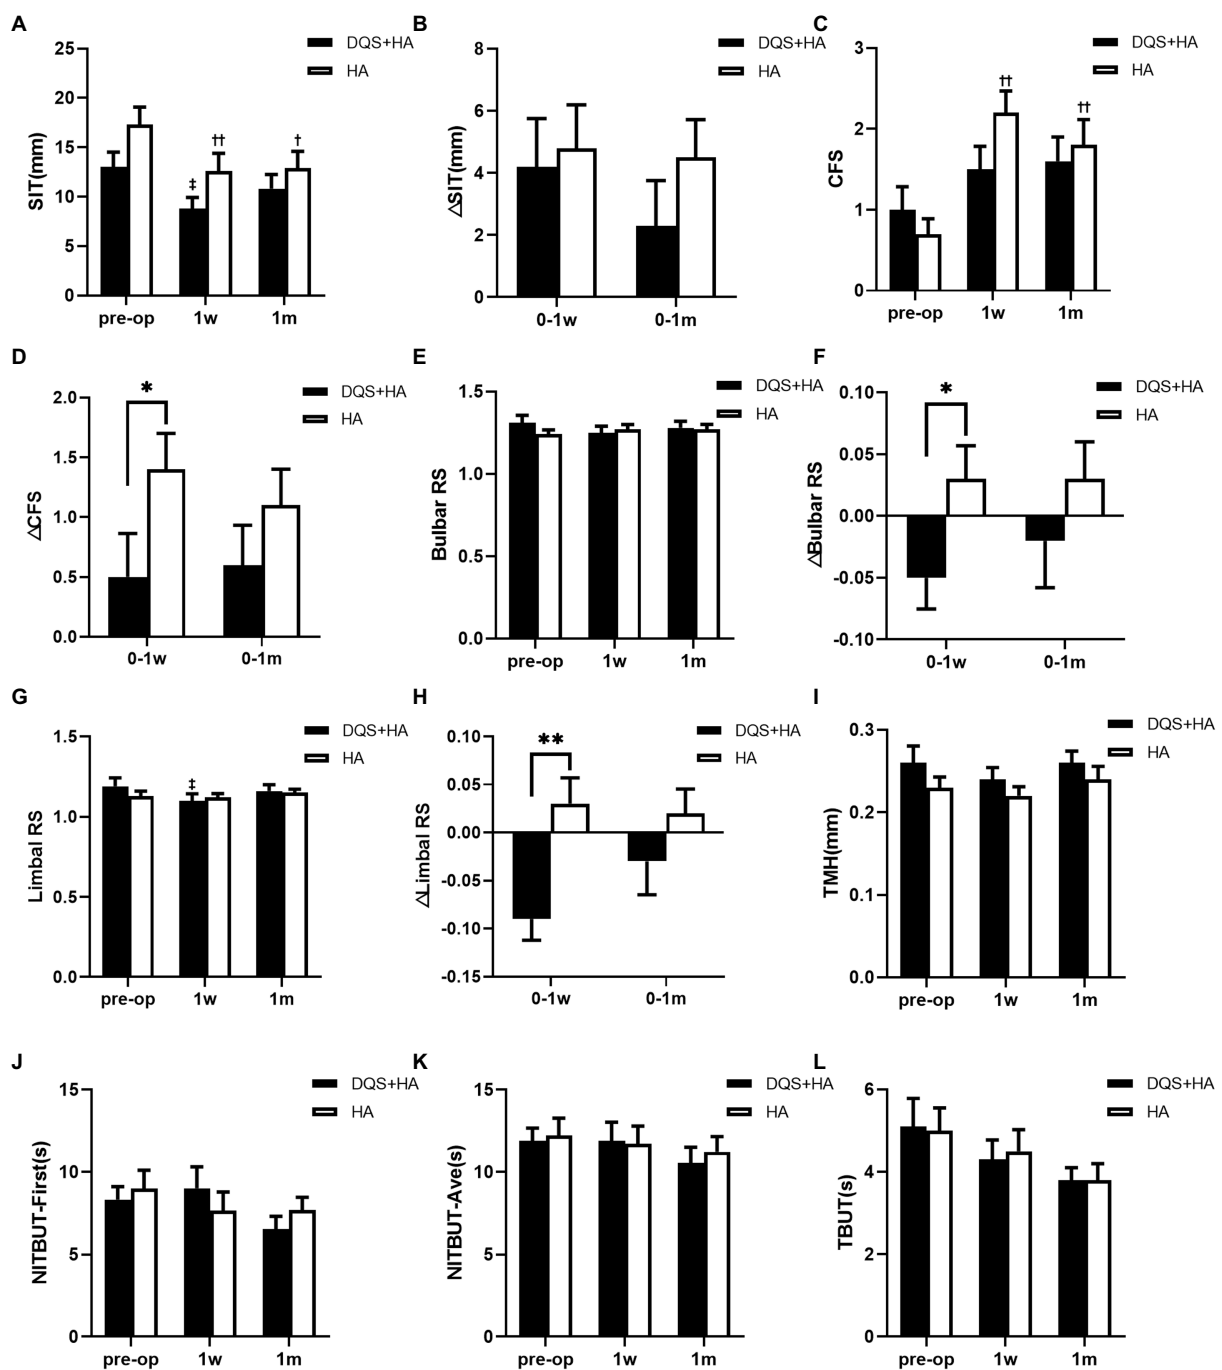 A
DQS+HA
HA
SIT(mm)
25
20
15
10
5
0
‡
††
†
pre-op 1w 1m
B
DQS+HA
HA
△SIT(mm)
8
6
4
2
0
0-1w 0-1m
C
DQS+HA
HA
CFS
3
2
1
0
††
††
pre-op 1w 1m
D
DQS+HA
HA
△CFS
2.0
1.5
1.0
0.5
0.0
*
0-1w 0-1m
E
DQS+HA
HA
Bulbar RS
1.5
1.0
0.5
0.0
pre-op 1w 1m
F
DQS+HA
HA
△Bulbar RS
0.10
0.05
0.00
-0.05
-0.10
*
0-1w 0-1m
G
DQS+HA
HA
Limbal RS
1.5
1.0
0.5
0.0
‡
pre-op 1w 1m
H
DQS+HA
HA
△Limbal RS
0.10
0.05
0.00
-0.05
-0.10
-0.15
**
0-1w 0-1m
I
DQS+HA
HA
TMH(mm)
0.3
0.2
0.1
0.0
pre-op 1w 1m
J
DQS+HA
HA
NITBUT-First(s)
15
10
5
0
pre-op 1w 1m
K
DQS+HA
HA
NITBUT-Ave(s)
15
10
5
0
pre-op 1w 1m
L
DQS+HA
HA
TBUT(s)
6
4
2
0
pre-op 1w 1m